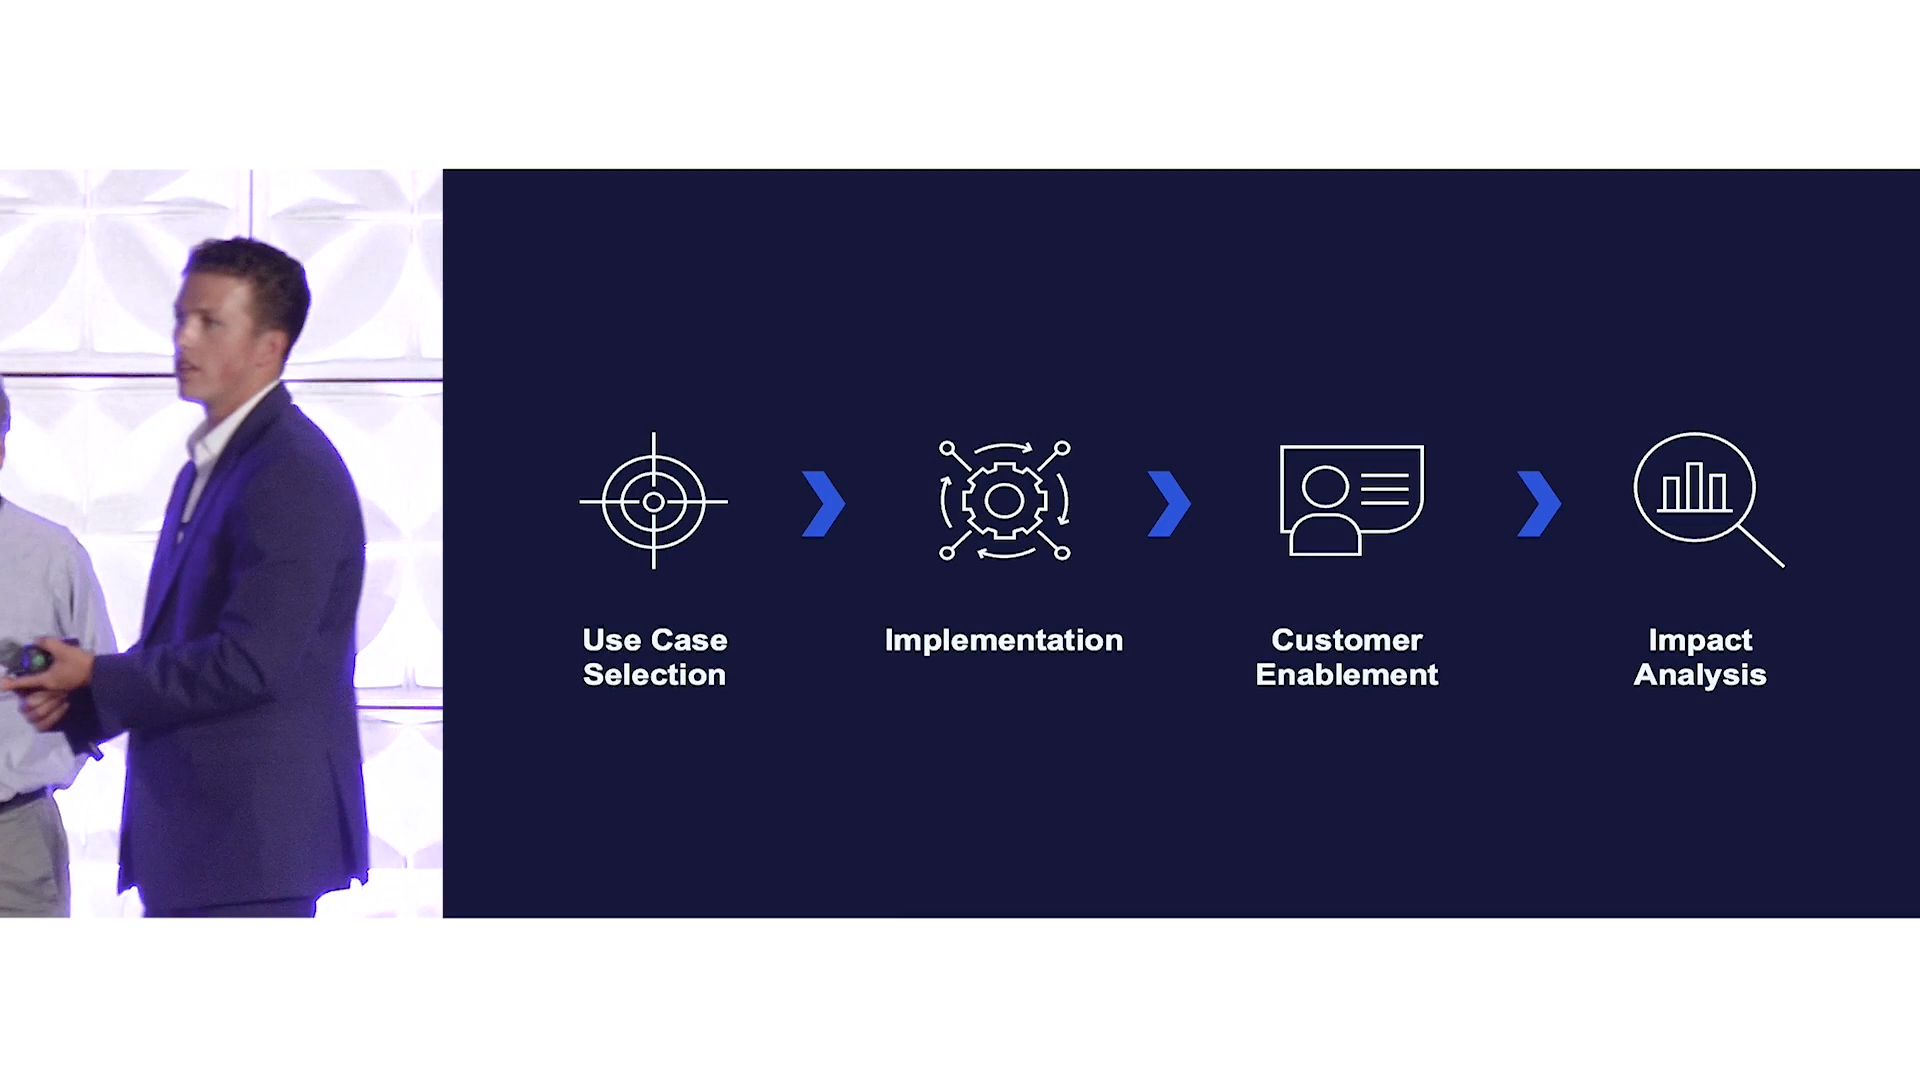 Use Case
Selection
Implementation
Customer
Enablement
Impact
Analysis